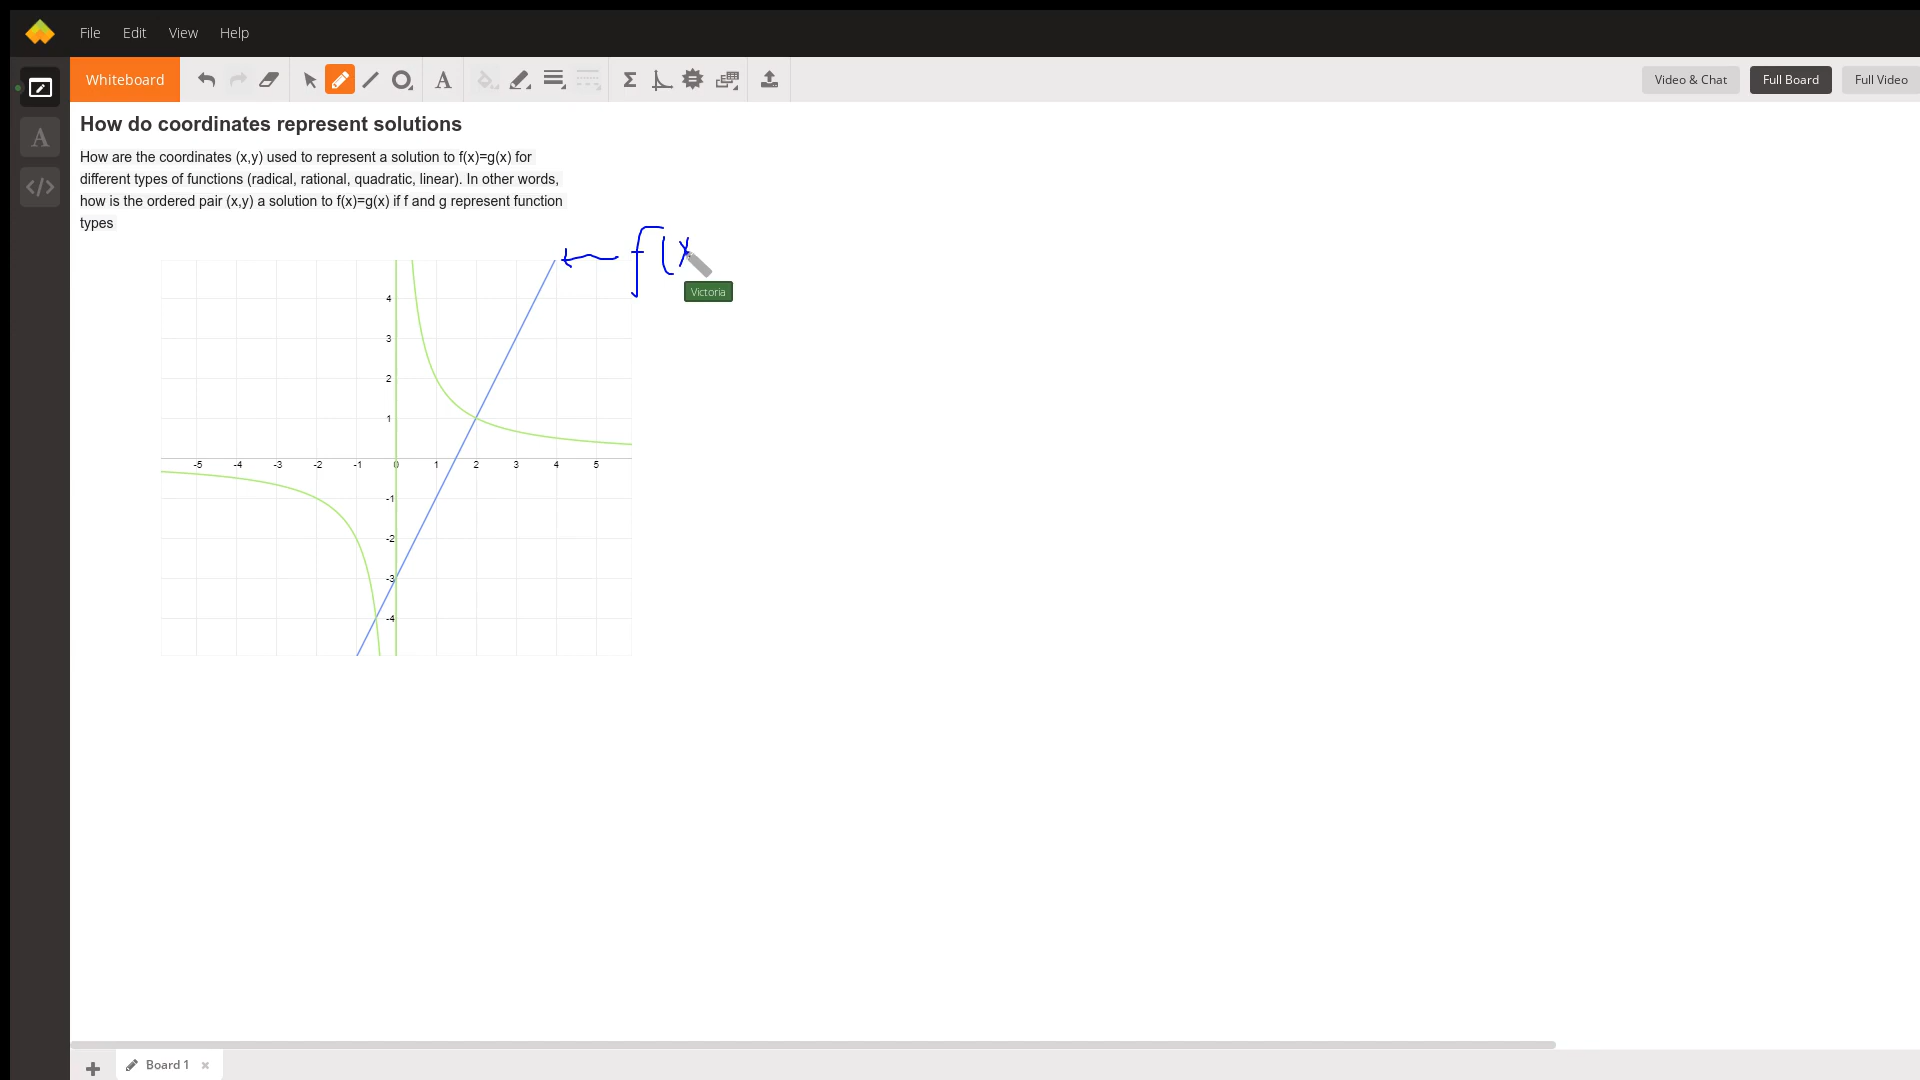 File Edit View Help
Whiteboard A Σ Video & Chat Full Board Full Video
A
</>
How do coordinates represent solutions
How are the coordinates (x,y) used to represent a solution to f(x)=g(x) for
different types of functions (radical, rational, quadratic, linear). In other words,
how is the ordered pair (x,y) a solution to f(x)=g(x) if f and g represent function
types
f(x
Victoria
4
3
2
1
-5 -4 -3 -2 -1 0 1 2 3 4 5
-1
-2
-3
-4
+ Board 1 ×